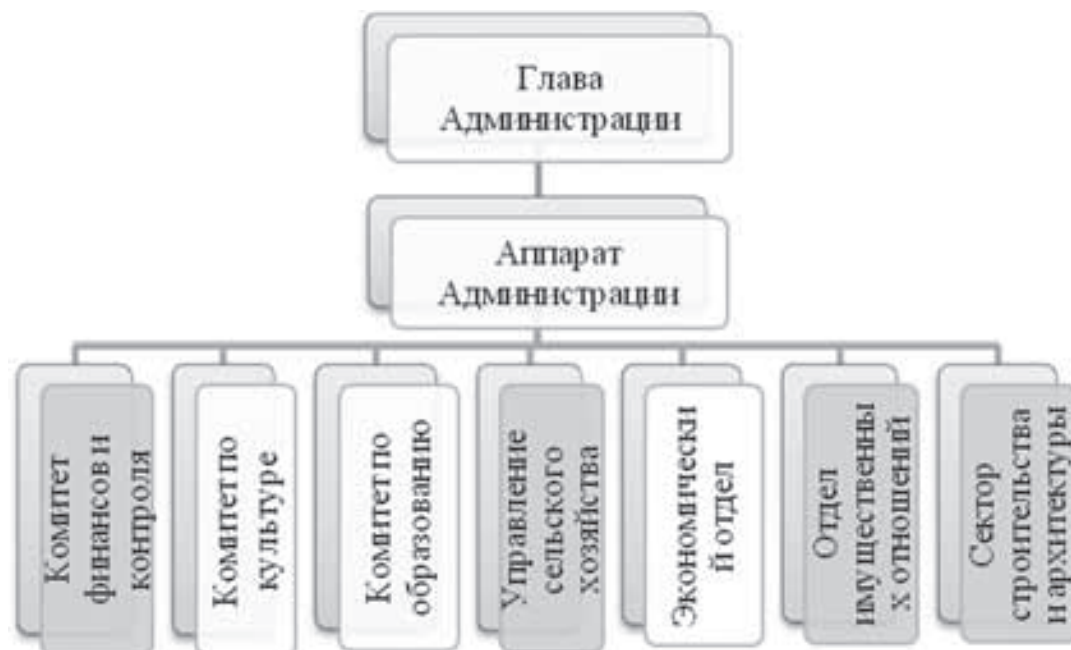 Глава
Администрации
Аппарат
Администрации
Комитет
финансов и
контроля
Комитет по
культуре
Комитет по
образованию
Управление
сельского
хозяйства
Экономически
й отдел
Отдел
имущественны
х отношений
Сектор
строительства
и архитектуры